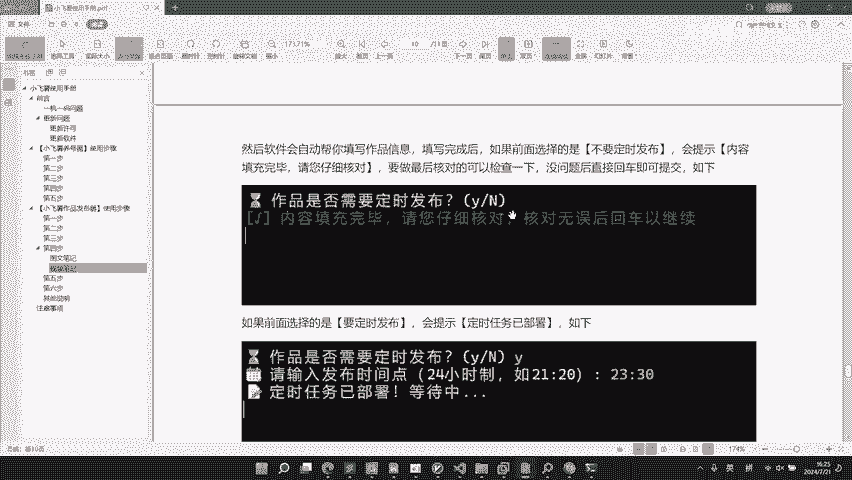 小飞薯使用手册.pdf
文件
173.71%
10 /11页
书签
小飞薯使用手册
前言
一机一码问题
更新问题
更新许可
更新软件
【小飞薯养号版】使用步骤
第一步
第二步
第三步
第四步
第五步
【小飞薯作品发布版】使用步骤
第一步
第二步
第三步
第四步
图文笔记
视频笔记
第五步
第六步
其他说明
注意事项
然后软件会自动帮你填写作品信息，填写完成后，如果前面选择的是【不要定时发布】，会提示【内容
填充完毕，请您仔细核对】，要做最后核对的可以检查一下，没问题后直接回车即可提交，如下
作品是否需要定时发布？(y/N)
[√] 内容填充完毕，请您仔细核对，核对无误后回车以继续
如果前面选择的是【要定时发布】，会提示【定时任务已部署】，如下
作品是否需要定时发布？(y/N) y
请输入发布时间点（24小时制，如21:20）: 23:30
定时任务已部署！等待中...
174%
英
拼
16:25
2024/7/21